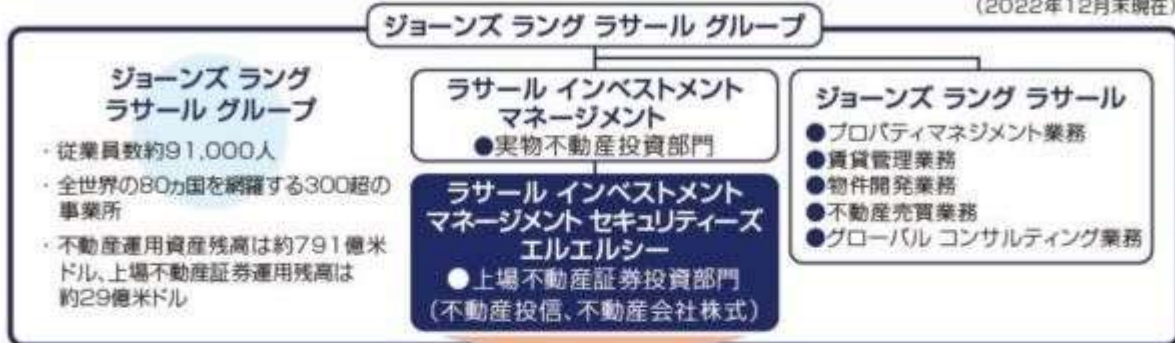 (2022年12月末現在)
ジョーンズ ラング ラサール グループ
ジョーンズ ラング
ラサール グループ
・従業員数約91,000人
・全世界の80ヵ国を網羅する300超の
事業所
・不動産運用資産残高は約791億米
ドル、上場不動産証券運用残高は
約29億米ドル
ラサール インベストメント
マネージメント
●実物不動産投資部門
ラサール インベストメント
マネージメント セキュリティーズ
エルエルシー
●上場不動産証券投資部門
(不動産投信、不動産会社株式)
ジョーンズ ラング ラサール
●プロパティマネジメント業務
●賃貸管理業務
●物件開発業務
●不動産売買業務
●グローバル コンサルティング業務